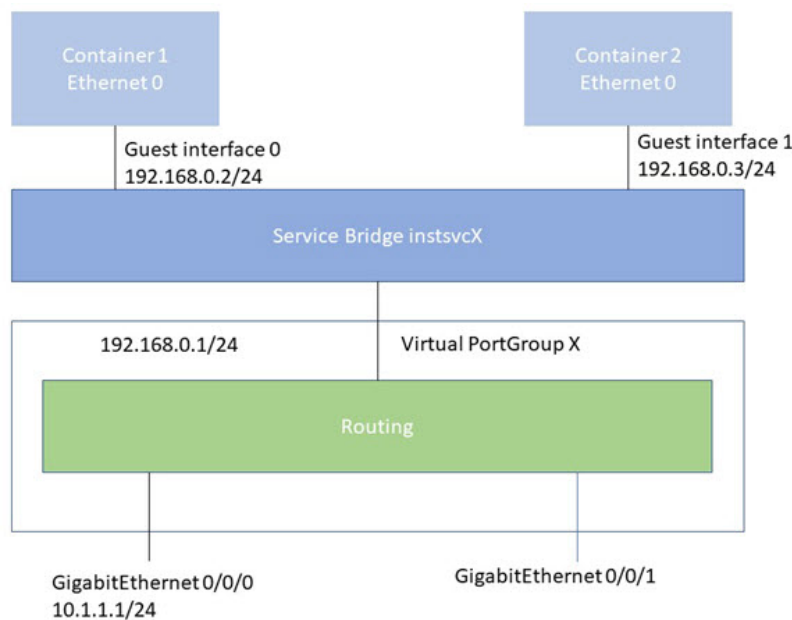 Container 1
Ethernet 0
Container 2
Ethernet 0
Guest interface 0
192.168.0.2/24
Guest interface 1
192.168.0.3/24
Service Bridge instsvcX
192.168.0.1/24
Virtual PortGroup X
Routing
GigabitEthernet 0/0/0
10.1.1.1/24
GigabitEthernet 0/0/1